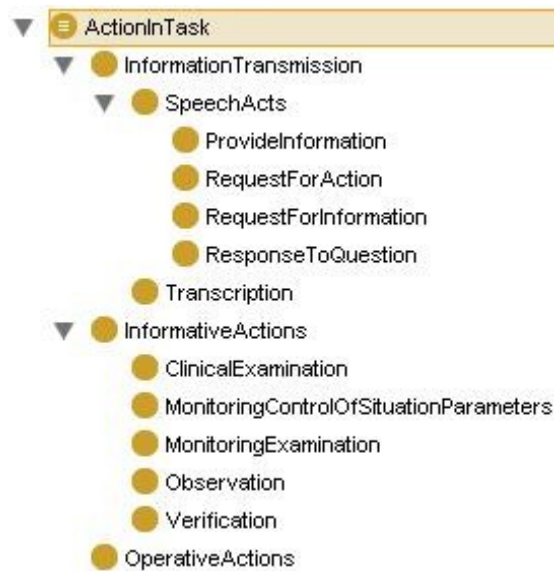 ActionInTask
InformationTransmission
SpeechActs
ProvideInformation
RequestForAction
RequestForInformation
ResponseToQuestion
Transcription
InformativeActions
ClinicalExamination
MonitoringControlOfSituationParameters
MonitoringExamination
Observation
Verification
OperativeActions